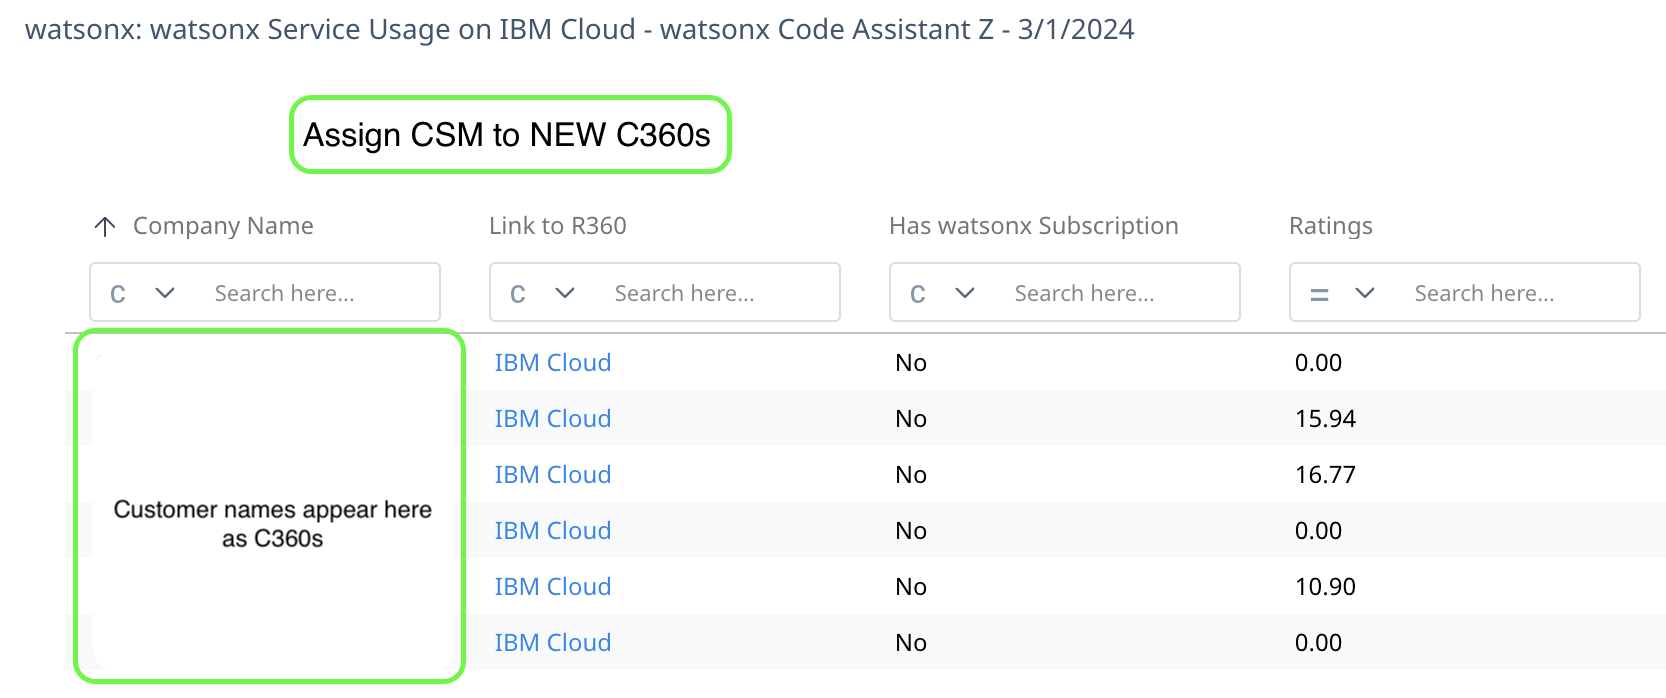 watsonx: watsonx Service Usage on IBM Cloud - watsonx Code Assistant Z - 3/1/2024
Assign CSM to NEW C360s
Company Name Link to R360 Has watsonx Subscription Ratings
C Search here... C Search here... C Search here... = Search here...
IBM Cloud No 0.00
IBM Cloud No 15.94
IBM Cloud No 16.77
Customer names appear here
as C360s
IBM Cloud No 0.00
IBM Cloud No 10.90
IBM Cloud No 0.00